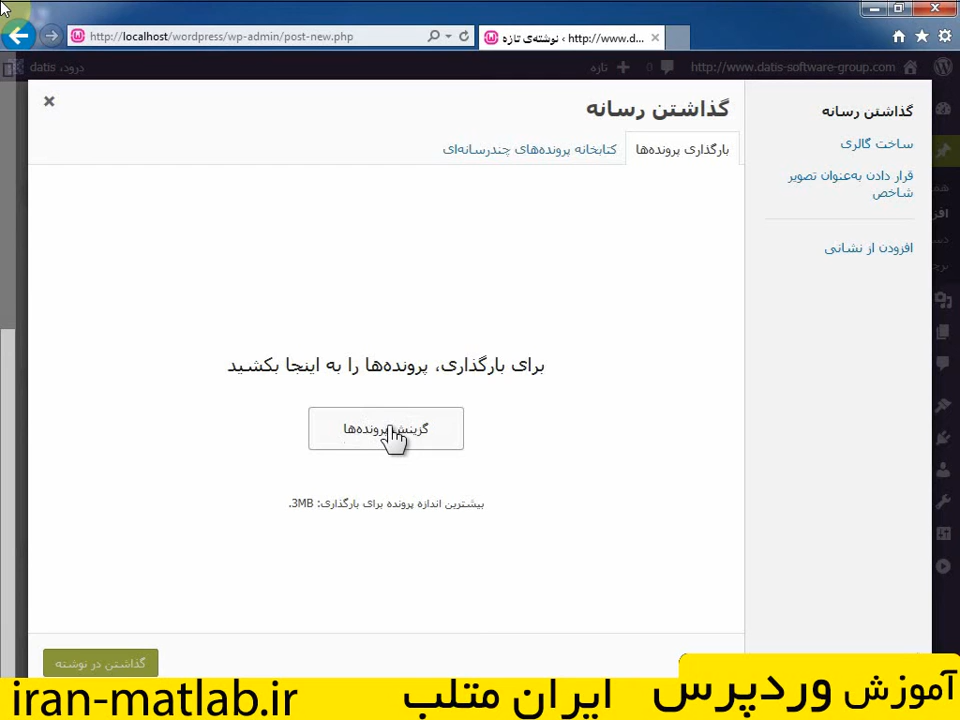 http://localhost/wordpress/wp-admin/post-new.php
نوشته‌ی تازه ‹ http://www.d...
http://www.datis-software-group.com
0
تازه
درود، datis
گذاشتن رسانه
بارگذاری پرونده‌ها
کتابخانه پرونده‌های چندرسانه‌ای
گذاشتن رسانه
ساخت گالری
قرار دادن به‌عنوان تصویر
شاخص
افزودن از نشانی
برای بارگذاری، پرونده‌ها را به اینجا بکشید
گزینش پرونده‌ها
بیشترین اندازه پرونده برای بارگذاری: 3MB.
گذاشتن در نوشته
آموزش وردپرس ایران متلب iran-matlab.ir